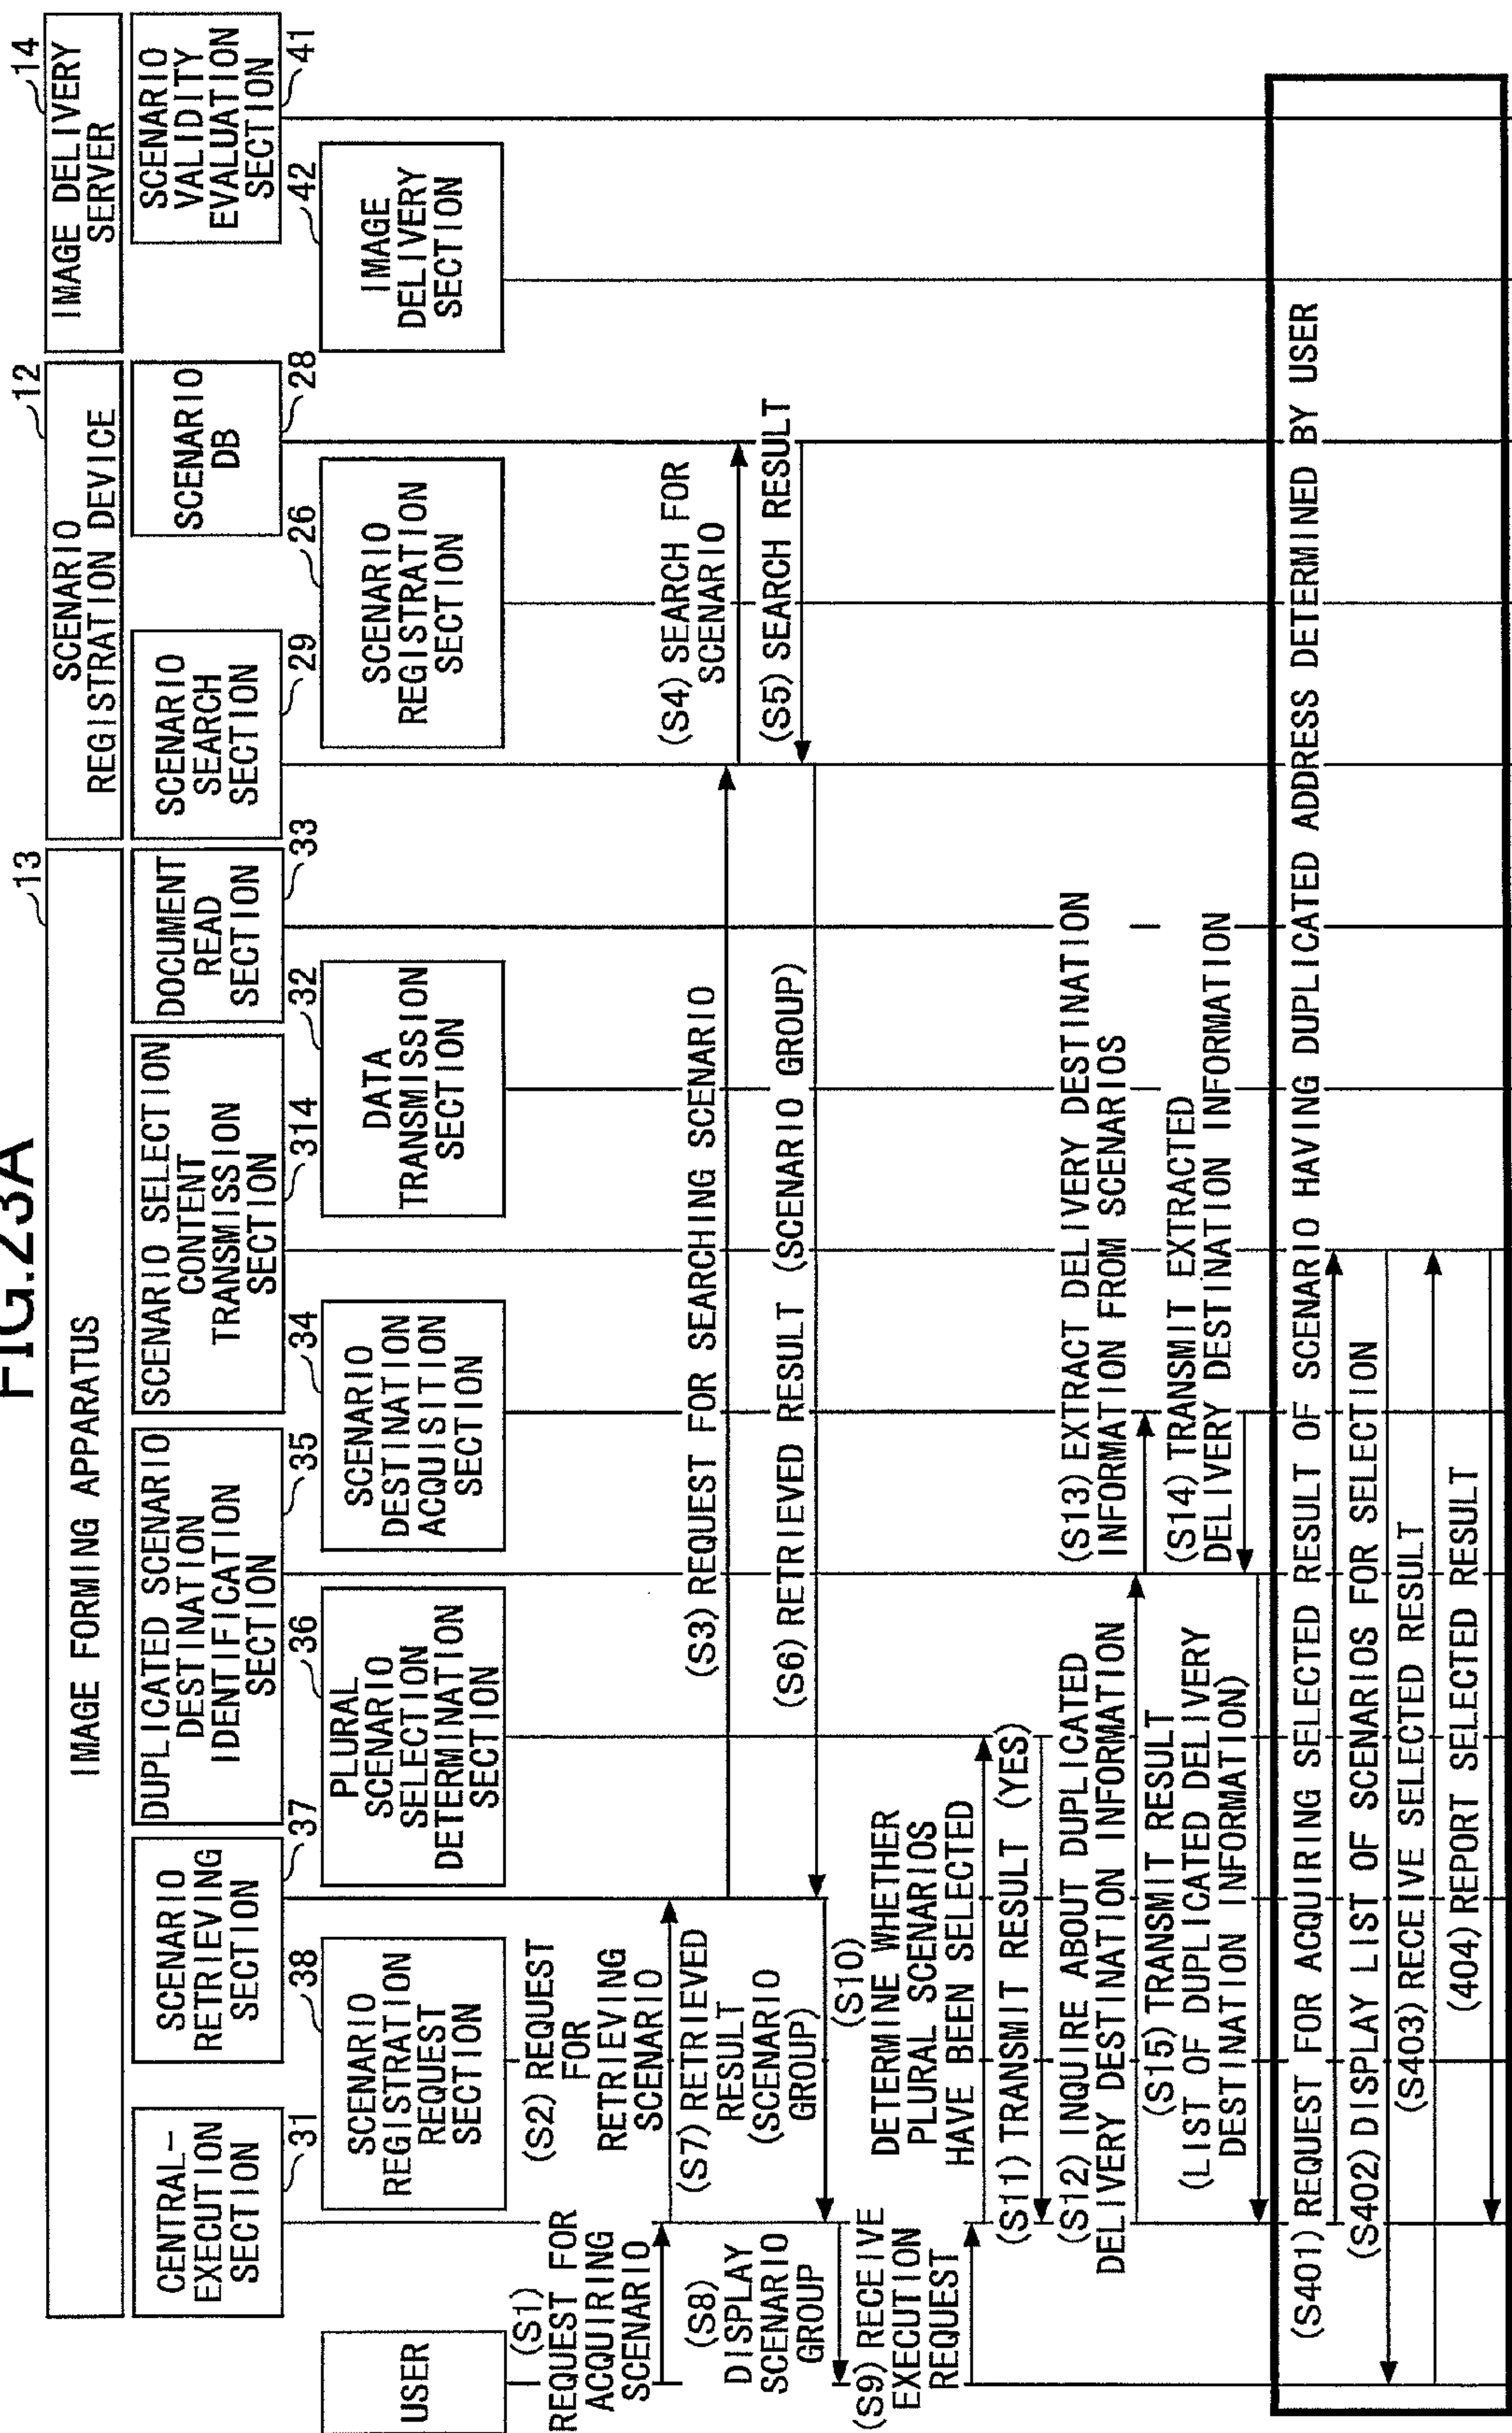 FIG.23A
IMAGE FORMING APPARATUS
13
SCENARIO
REGISTRATION DEVICE
12
IMAGE DELIVERY
SERVER
14
CENTRAL-
EXECUTION
SECTION
31
SCENARIO
RETRIEVING
SECTION
37
DUPLICATED SCENARIO
DESTINATION
IDENTIFICATION
SECTION
35
SCENARIO SELECTION
CONTENT
TRANSMISSION
SECTION
314
DOCUMENT
READ
SECTION
33
SCENARIO
SEARCH
SECTION
29
SCENARIO
DB
28
SCENARIO
VALIDITY
EVALUATION
SECTION
41
USER
SCENARIO
REGISTRATION
REQUEST
SECTION
38
PLURAL
SCENARIO
SELECTION
DETERMINATION
SECTION
36
SCENARIO
DESTINATION
ACQUISITION
SECTION
34
DATA
TRANSMISSION
SECTION
32
SCENARIO
REGISTRATION
SECTION
26
IMAGE
DELIVERY
SECTION
42
(S1)
REQUEST FOR
ACQUIRING
SCENARIO
(S2) REQUEST
FOR
RETRIEVING
SCENARIO
(S3) REQUEST FOR SEARCHING SCENARIO
(S4) SEARCH FOR
SCENARIO
(S5) SEARCH RESULT
(S6) RETRIEVED RESULT (SCENARIO GROUP)
(S7) RETRIEVED
RESULT
(SCENARIO
GROUP)
(S8)
DISPLAY
SCENARIO
GROUP
(S9) RECEIVE
EXECUTION
REQUEST
(S10)
DETERMINE WHETHER
PLURAL SCENARIOS
HAVE BEEN SELECTED
(S11) TRANSMIT RESULT (YES)
(S12) INQUIRE ABOUT DUPLICATED
DELIVERY DESTINATION INFORMATION
(S13) EXTRACT DELIVERY DESTINATION
INFORMATION FROM SCENARIOS
(S14) TRANSMIT EXTRACTED
DELIVERY DESTINATION INFORMATION
(S15) TRANSMIT RESULT
(LIST OF DUPLICATED DELIVERY
DESTINATION INFORMATION)
(S401) REQUEST FOR ACQUIRING SELECTED RESULT OF SCENARIO HAVING DUPLICATED ADDRESS DETERMINED BY USER
(S402) DISPLAY LIST OF SCENARIOS FOR SELECTION
(S403) RECEIVE SELECTED RESULT
(404) REPORT SELECTED RESULT